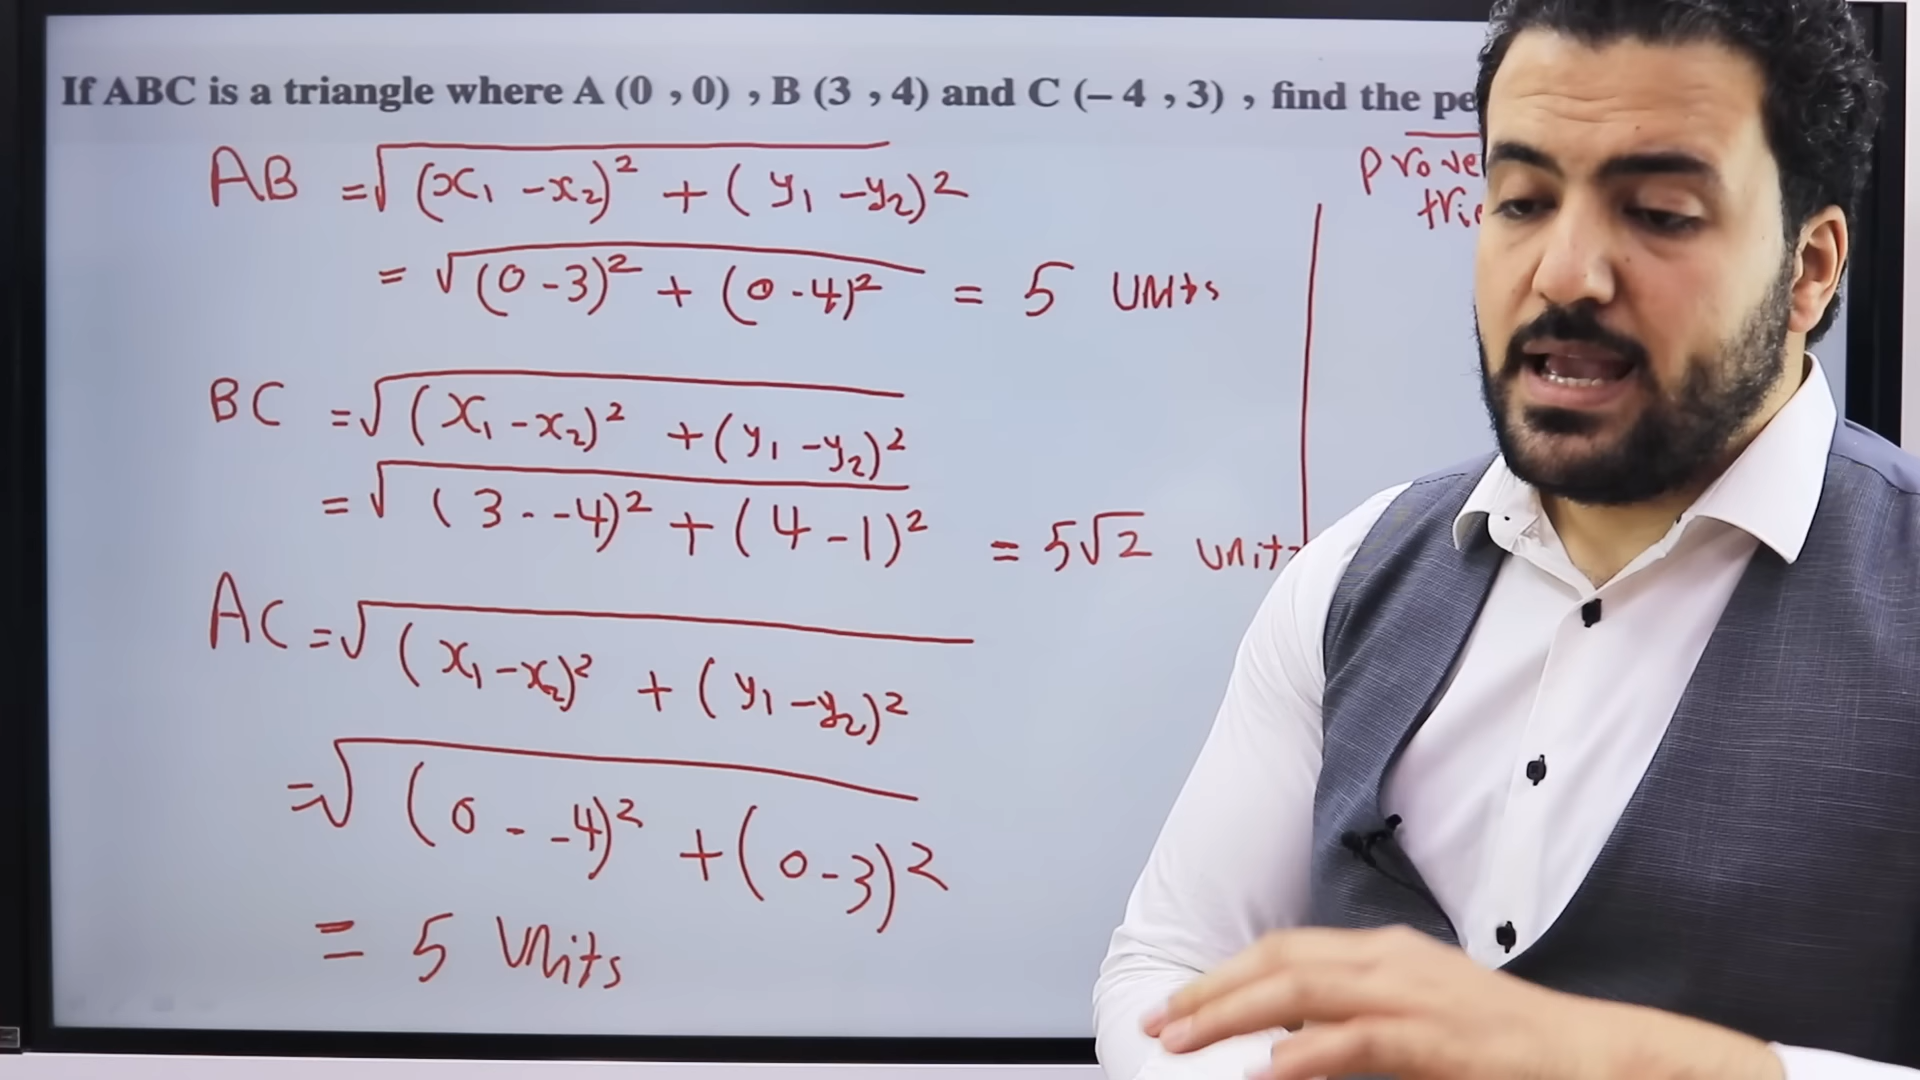 If ABC is a triangle where A (0 , 0) , B (3 , 4) and C (– 4 , 3) , find the pe
prove
tri
AB = √(x₁ - x₂)² + (y₁ - y₂)²
= √(0 - 3)² + (0 - 4)² = 5 units
BC = √(x₁ - x₂)² + (y₁ - y₂)²
= √(3 - -4)² + (4 - 1)² = 5√2 units
AC = √(x₁ - x₂)² + (y₁ - y₂)²
= √(0 - -4)² + (0 - 3)²
= 5 units